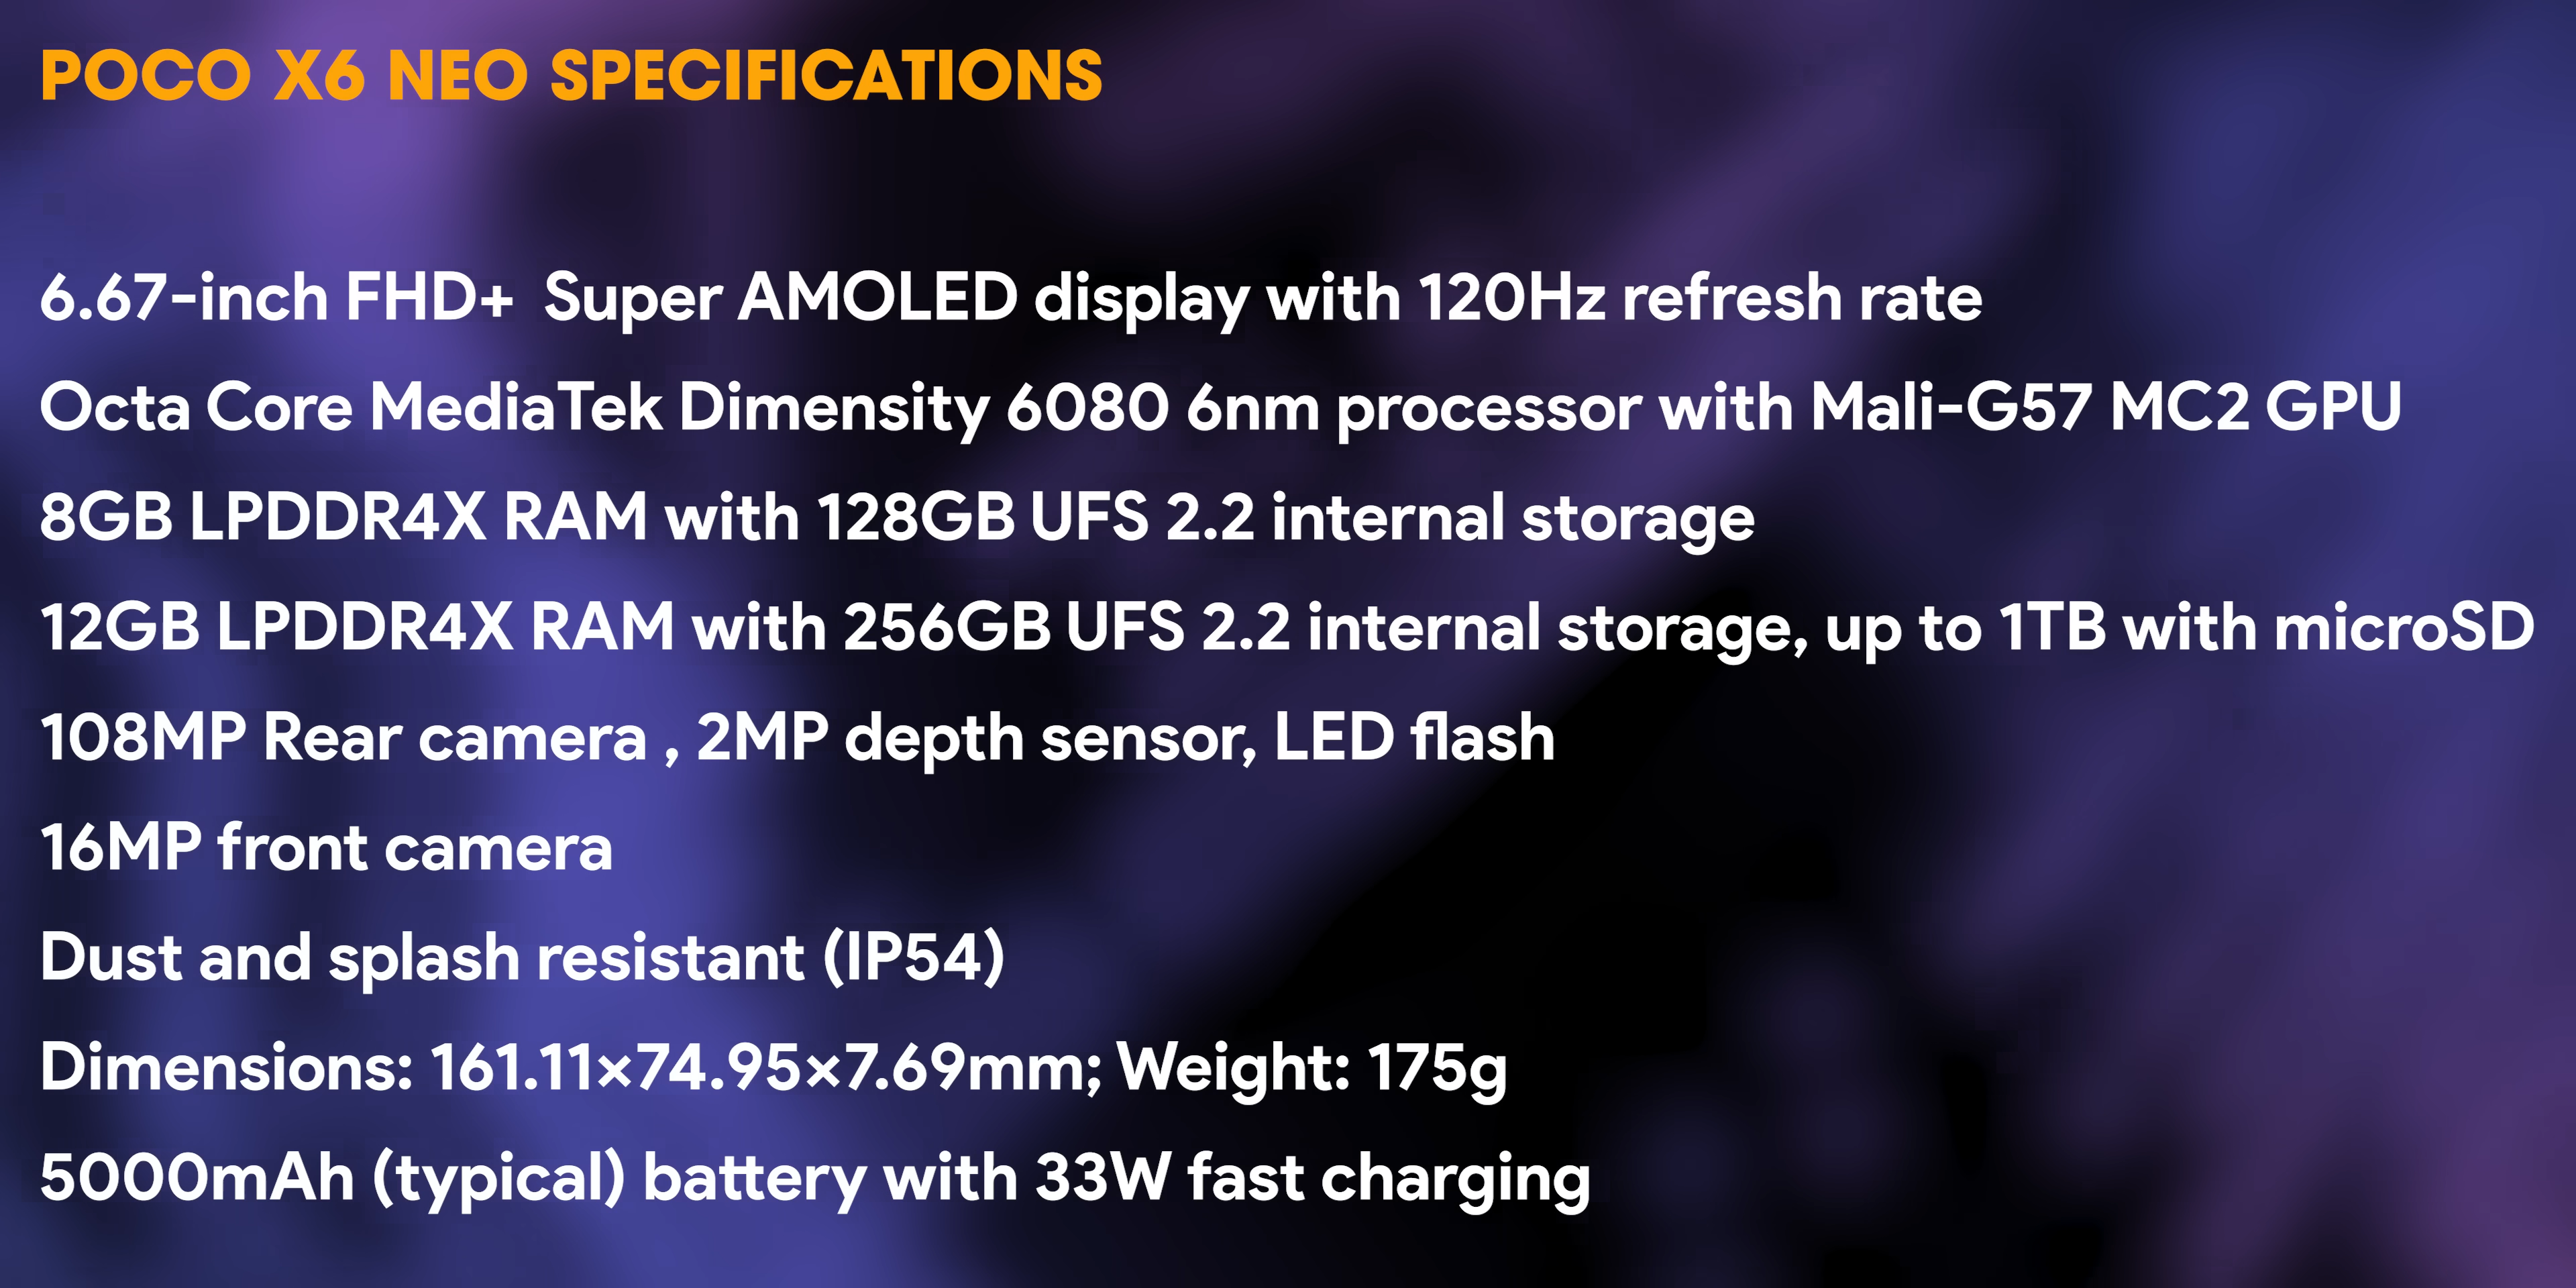 POCO X6 NEO SPECIFICATIONS
6.67-inch FHD+  Super AMOLED display with 120Hz refresh rate
Octa Core MediaTek Dimensity 6080 6nm processor with Mali-G57 MC2 GPU
8GB LPDDR4X RAM with 128GB UFS 2.2 internal storage
12GB LPDDR4X RAM with 256GB UFS 2.2 internal storage, up to 1TB with microSD
108MP Rear camera , 2MP depth sensor, LED flash
16MP front camera
Dust and splash resistant (IP54)
Dimensions: 161.11×74.95×7.69mm; Weight: 175g
5000mAh (typical) battery with 33W fast charging